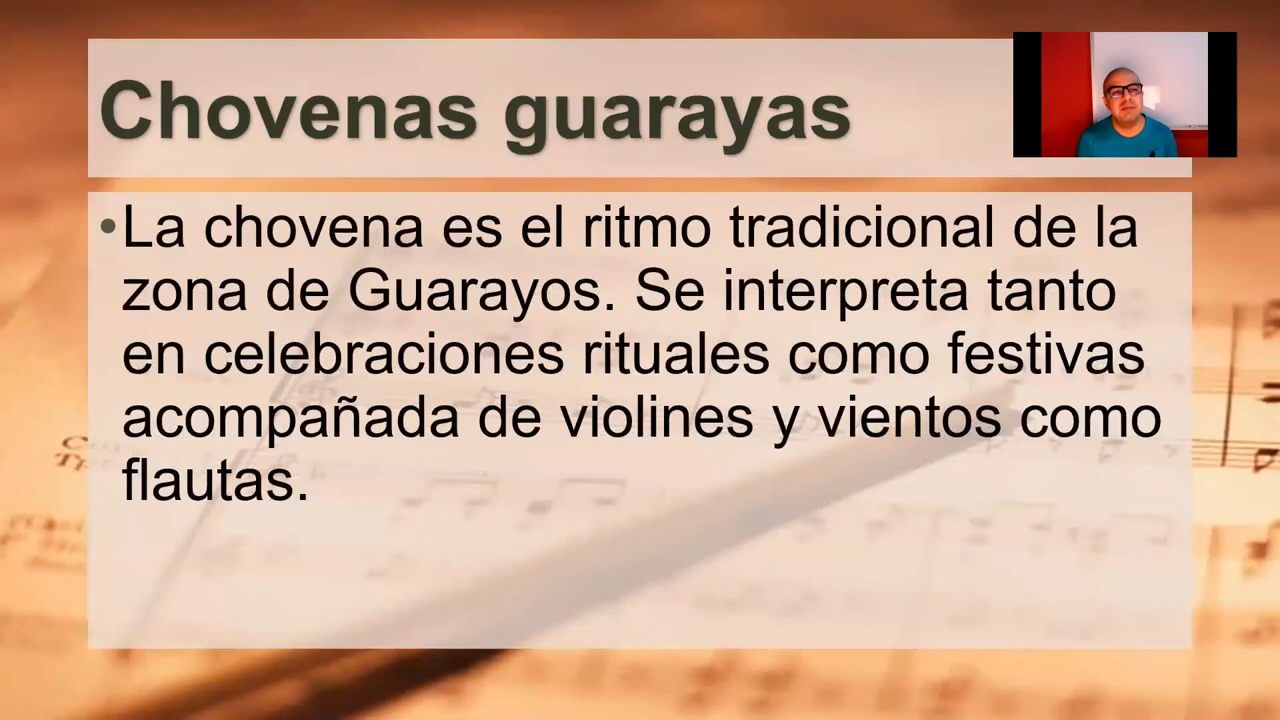 Chovenas guarayas
•La chovena es el ritmo tradicional de la
zona de Guarayos. Se interpreta tanto
en celebraciones rituales como festivas
acompañada de violines y vientos como
flautas.